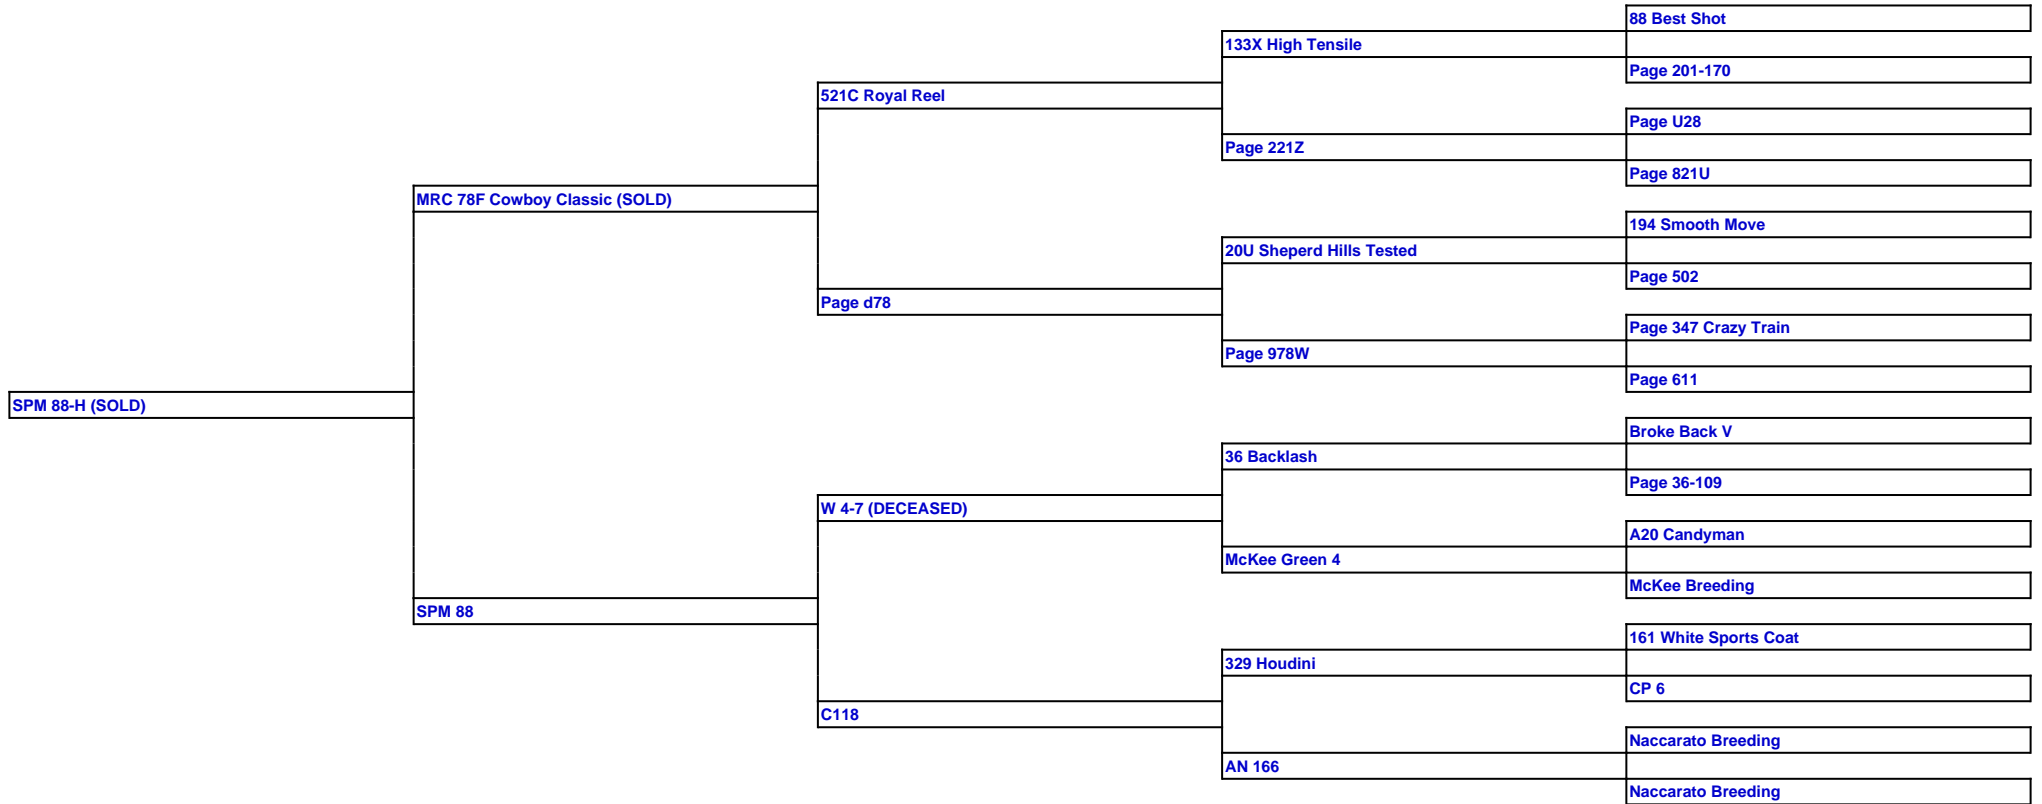 88 Best Shot
133X High Tensile
Page 201-170
521C Royal Reel
Page U28
Page 221Z
Page 821U
MRC 78F Cowboy Classic (SOLD)
194 Smooth Move
20U Sheperd Hills Tested
Page 502
Page d78
Page 347 Crazy Train
Page 978W
Page 611
SPM 88-H (SOLD)
Broke Back V
36 Backlash
Page 36-109
W 4-7 (DECEASED)
A20 Candyman
McKee Green 4
McKee Breeding
SPM 88
161 White Sports Coat
329 Houdini
CP 6
C118
Naccarato Breeding
AN 166
Naccarato Breeding